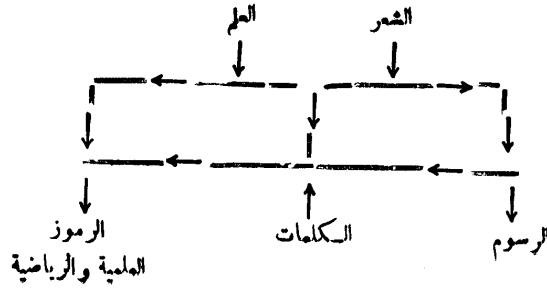 الشعر
العلم
الرسوم
الكلمات
الرموز
العلمية والرياضية